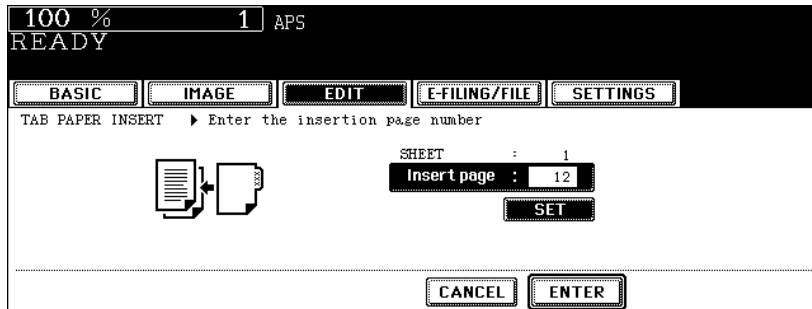 100 % 1 APS
READY
BASIC IMAGE EDIT E-FILING/FILE SETTINGS
TAB PAPER INSERT Enter the insertion page number
SHEET : 1
Insert page : 12
SET
CANCEL ENTER